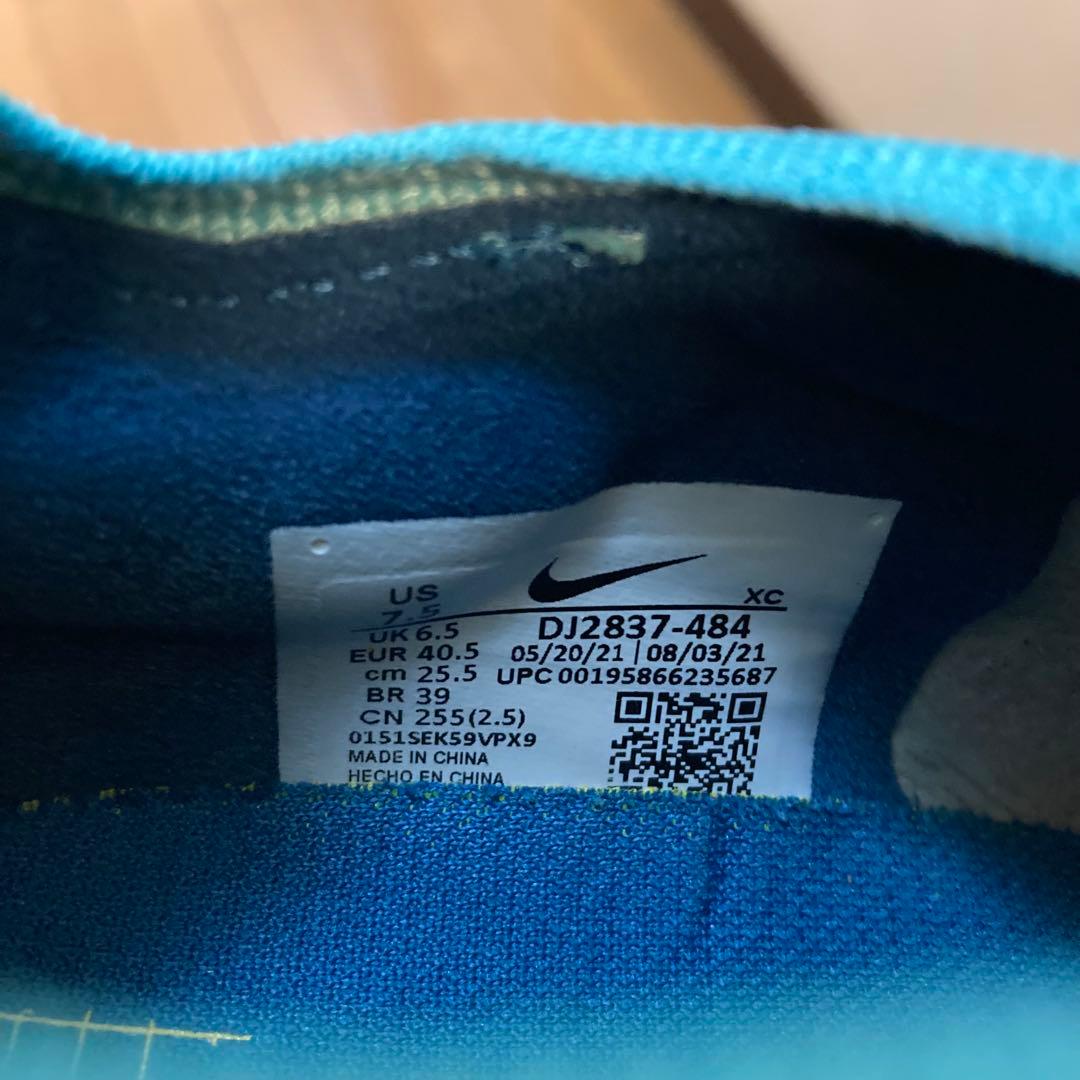 US
7.5
XC
UK 6.5
DJ2837-484
EUR 40.5
05/20/21 | 08/03/21
cm 25.5
UPC 00195866235687
BR 39
CN 255(2.5)
0151SEK59VPX9
MADE IN CHINA
HECHO EN CHINA